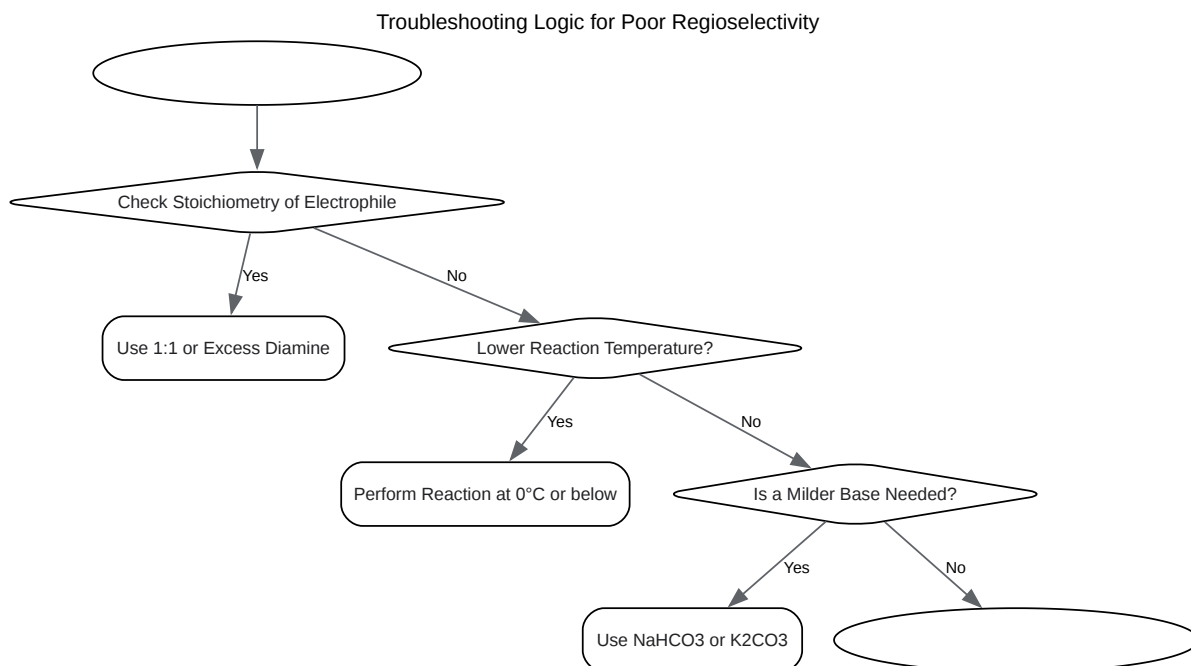 Troubleshooting Logic for Poor Regioselectivity
Check Stoichiometry of Electrophile
Yes
No
Use 1:1 or Excess Diamine
Lower Reaction Temperature?
Yes
No
Perform Reaction at 0°C or below
Is a Milder Base Needed?
Yes
No
Use NaHCO3 or K2CO3